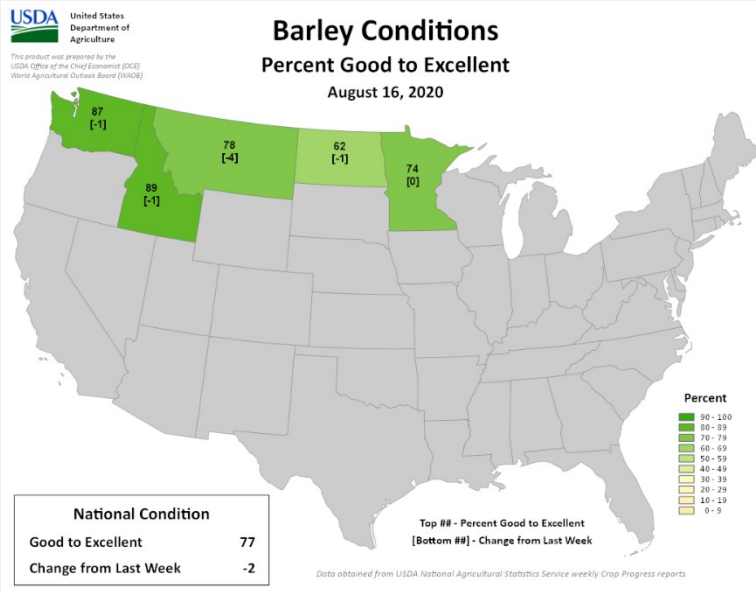 USDA
United States
Department of
Agriculture
This product was prepared by the
USDA Office of the Chief Economist (OCE)
World Agricultural Outlook Board (WAOB)
Barley Conditions
Percent Good to Excellent
August 16, 2020
87
[-1]
78
[-4]
62
[-1]
74
[0]
89
[-1]
Percent
90 - 100
80 - 89
70 - 79
60 - 69
50 - 59
40 - 49
30 - 39
20 - 29
10 - 19
0 - 9
National Condition
Good to Excellent 77
Change from Last Week -2
Top ## - Percent Good to Excellent
[Bottom ##] - Change from Last Week
Data obtained from USDA National Agricultural Statistics Service weekly Crop Progress reports.